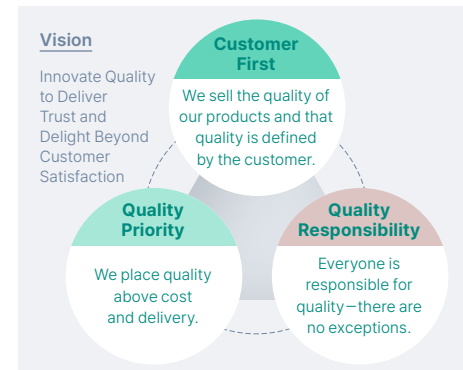 Vision
Innovate Quality
to Deliver
Trust and
Delight Beyond
Customer
Satisfaction
Customer
First
We sell the quality of
our products and that
quality is defined
by the customer.
Quality
Priority
We place quality
above cost
and delivery.
Quality
Responsibility
Everyone is
responsible for
quality—there are
no exceptions.